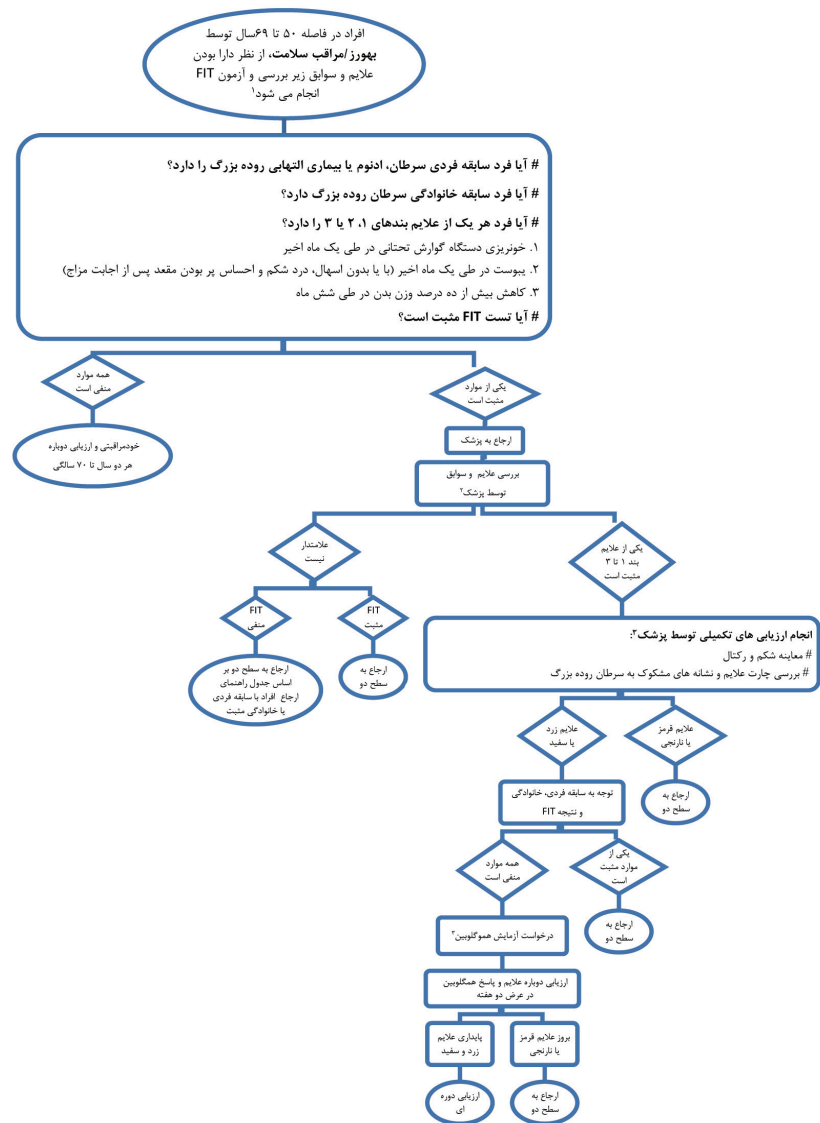 افراد در فاصله ۵۰ تا ۶۹سال توسط
بهورز/مراقب سلامت، از نظر دارا بودن
علایم و سوابق زیر بررسی و آزمون FIT
انجام می شود۱
# آیا فرد سابقه فردی سرطان، ادنوم یا بیماری التهابی روده بزرگ را دارد؟
# آیا فرد سابقه خانوادگی سرطان روده بزرگ دارد؟
# آیا فرد هر یک از علایم بندهای ۱، ۲ یا ۳ را دارد؟
۱. خونریزی دستگاه گوارش تحتانی در طی یک ماه اخیر
۲. یبوست در طی یک ماه اخیر (با یا بدون اسهال، درد شکم و احساس پر بودن مقعد پس از اجابت مزاج)
۳. کاهش بیش از ده درصد وزن بدن در طی شش ماه
# آیا تست FIT مثبت است؟
یکی از موارد
مثبت است
همه موارد
منفی است
ارجاع به پزشک
خودمراقبتی و ارزیابی دوباره
هر دو سال تا ۷۰ سالگی
بررسی علایم و سوابق
توسط پزشک۲
یکی از علایم
بند ۱ تا ۳
مثبت است
علامتدار
نیست
FIT
مثبت
FIT
منفی
ارجاع به
سطح دو
ارجاع به سطح دو بر
اساس جدول راهنمای
ارجاع افراد با سابقه فردی
یا خانوادگی مثبت
انجام ارزیابی های تکمیلی توسط پزشک۳:
# معاینه شکم و رکتال
# بررسی چارت علایم و نشانه های مشکوک به سرطان روده بزرگ
علایم قرمز
یا نارنجی
علایم زرد
یا سفید
ارجاع به
سطح دو
توجه به سابقه فردی، خانوادگی
و نتیجه FIT
یکی از
موارد مثبت
است
همه موارد
منفی است
ارجاع به
سطح دو
درخواست آزمایش هموگلوبین۳
ارزیابی دوباره علایم و پاسخ همگلوبین
در عرض دو هفته
بروز علایم قرمز
یا نارنجی
پایداری علایم
زرد و سفید
ارجاع به
سطح دو
ارزیابی دوره
ای